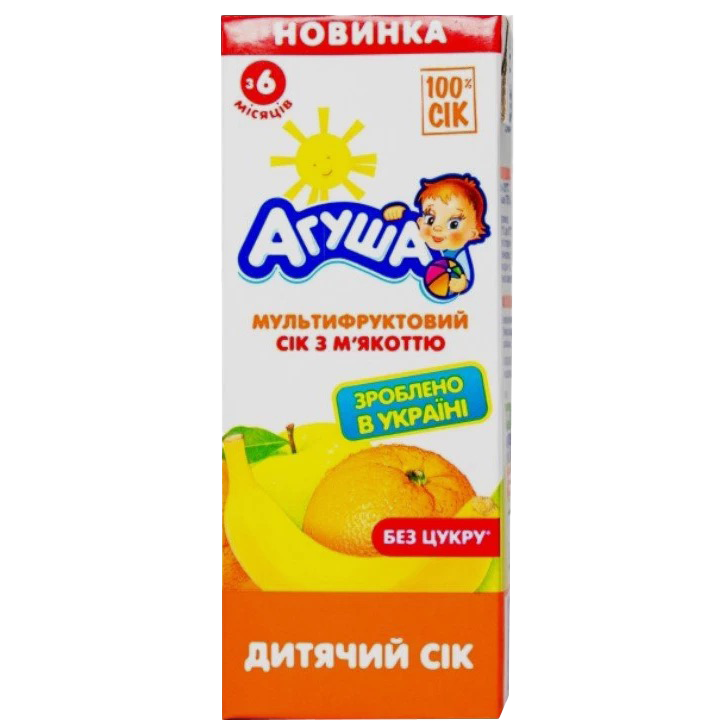 НОВИНКА
з 6
місяців
100%
СІК
Агуша
МУЛЬТИФРУКТОВИЙ
СІК З М'ЯКОТТЮ
ЗРОБЛЕНО
В УКРАЇНІ
БЕЗ ЦУКРУ*
ДИТЯЧИЙ СІК